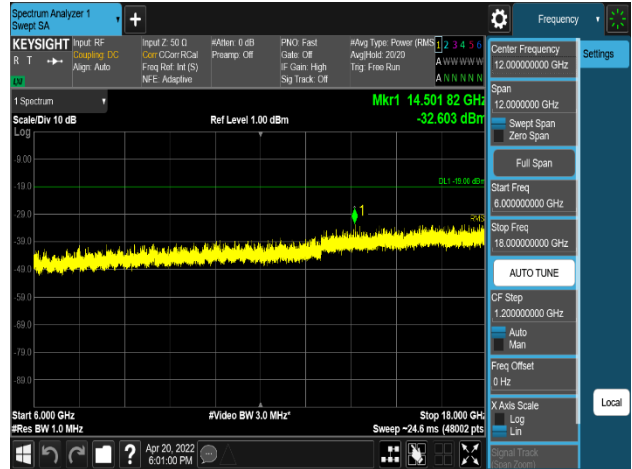 Spectrum Analyzer 1
Swept SA
+
Frequency
KEYSIGHT
R T
Input: RF
Coupling: DC
Align: Auto
Input Z: 50 Ω
Corr CCorr RCal
Freq Ref: Int (S)
NFE: Adaptive
#Atten: 0 dB
Preamp: Off
PNO: Fast
Gate: Off
IF Gain: High
Sig Track: Off
#Avg Type: Power (RMS
Avg|Hold: 20/20
Trig: Free Run
1 2 3 4 5 6
A W W W W W
A N N N N N
1 Spectrum
Scale/Div 10 dB
Ref Level 1.00 dBm
Mkr1 14.501 82 GHz
-32.603 dBm
Log
-9.00
-19.0
-29.0
-39.0
-49.0
-59.0
-69.0
-79.0
-89.0
DL1 -19.00 dBm
1
RMS
Start 6.000 GHz
#Res BW 1.0 MHz
#Video BW 3.0 MHz*
Stop 18.000 GHz
Sweep ~24.6 ms (48002 pts
Apr 20, 2022
6:01:00 PM
?
Center Frequency
12.000000000 GHz
Span
12.0000000 GHz
Swept Span
Zero Span
Full Span
Start Freq
6.000000000 GHz
Stop Freq
18.000000000 GHz
AUTO TUNE
CF Step
1.200000000 GHz
Auto
Man
Freq Offset
0 Hz
X Axis Scale
Log
Lin
Signal Track
(Span Zoom)
Settings
Local